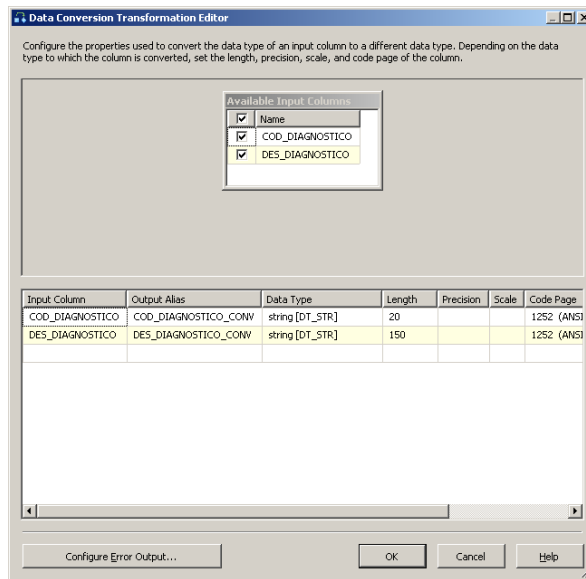 Data Conversion Transformation Editor
Configure the properties used to convert the data type of an input column to a different data type. Depending on the data
type to which the column is converted, set the length, precision, scale, and code page of the column.
Available Input Columns
Name
COD_DIAGNOSTICO
DES_DIAGNOSTICO
Input Column Output Alias Data Type Length Precision Scale Code Page
COD_DIAGNOSTICO COD_DIAGNOSTICO_CONV string [DT_STR] 20 1252 (ANSI
DES_DIAGNOSTICO DES_DIAGNOSTICO_CONV string [DT_STR] 150 1252 (ANSI
Configure Error Output... OK Cancel Help